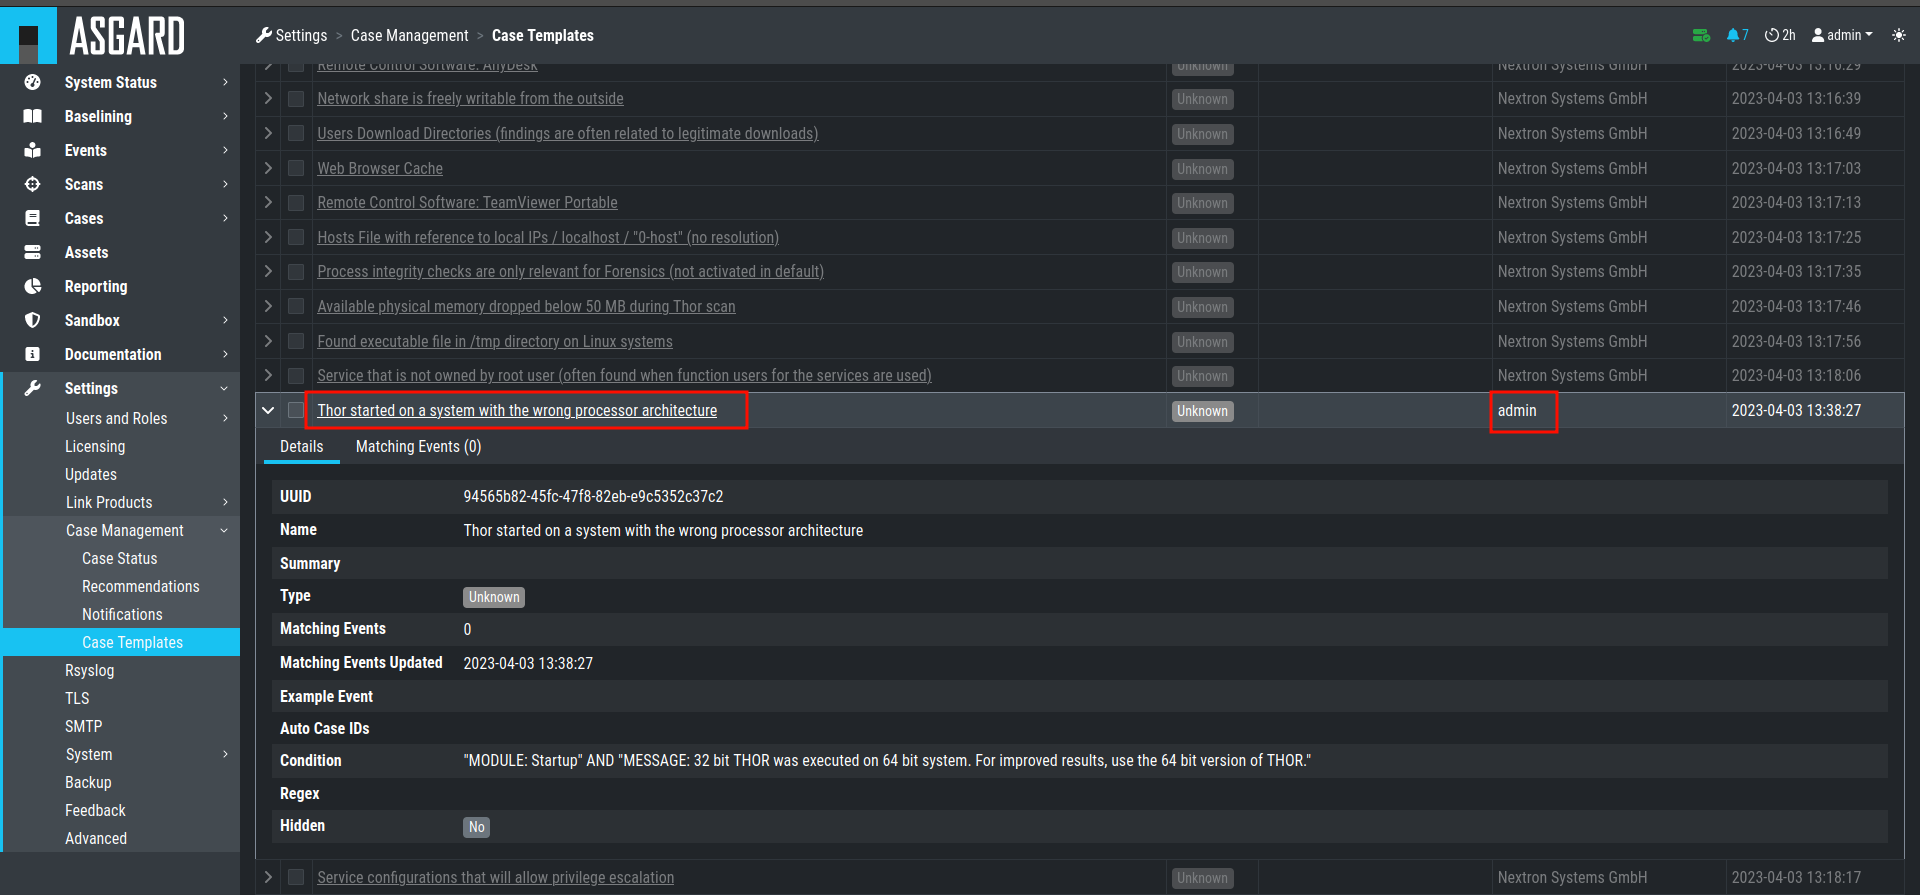 ASGARD
Settings > Case Management > Case Templates
7 2h admin
System Status
Baselining
Events
Scans
Cases
Assets
Reporting
Sandbox
Documentation
Settings
Users and Roles
Licensing
Updates
Link Products
Case Management
Case Status
Recommendations
Notifications
Case Templates
Rsyslog
TLS
SMTP
System
Backup
Feedback
Advanced
Remote Control Software: AnyDesk Unknown Nextron Systems GmbH 2023-04-03 13:16:29
Network share is freely writable from the outside Unknown Nextron Systems GmbH 2023-04-03 13:16:39
Users Download Directories (findings are often related to legitimate downloads) Unknown Nextron Systems GmbH 2023-04-03 13:16:49
Web Browser Cache Unknown Nextron Systems GmbH 2023-04-03 13:17:03
Remote Control Software: TeamViewer Portable Unknown Nextron Systems GmbH 2023-04-03 13:17:13
Hosts File with reference to local IPs / localhost / "0-host" (no resolution) Unknown Nextron Systems GmbH 2023-04-03 13:17:25
Process integrity checks are only relevant for Forensics (not activated in default) Unknown Nextron Systems GmbH 2023-04-03 13:17:35
Available physical memory dropped below 50 MB during Thor scan Unknown Nextron Systems GmbH 2023-04-03 13:17:46
Found executable file in /tmp directory on Linux systems Unknown Nextron Systems GmbH 2023-04-03 13:17:56
Service that is not owned by root user (often found when function users for the services are used) Unknown Nextron Systems GmbH 2023-04-03 13:18:06
Thor started on a system with the wrong processor architecture Unknown admin 2023-04-03 13:38:27
Details Matching Events (0)
UUID 94565b82-45fc-47f8-82eb-e9c5352c37c2
Name Thor started on a system with the wrong processor architecture
Summary
Type Unknown
Matching Events 0
Matching Events Updated 2023-04-03 13:38:27
Example Event
Auto Case IDs
Condition "MODULE: Startup" AND "MESSAGE: 32 bit THOR was executed on 64 bit system. For improved results, use the 64 bit version of THOR."
Regex
Hidden No
Service configurations that will allow privilege escalation Unknown Nextron Systems GmbH 2023-04-03 13:18:17